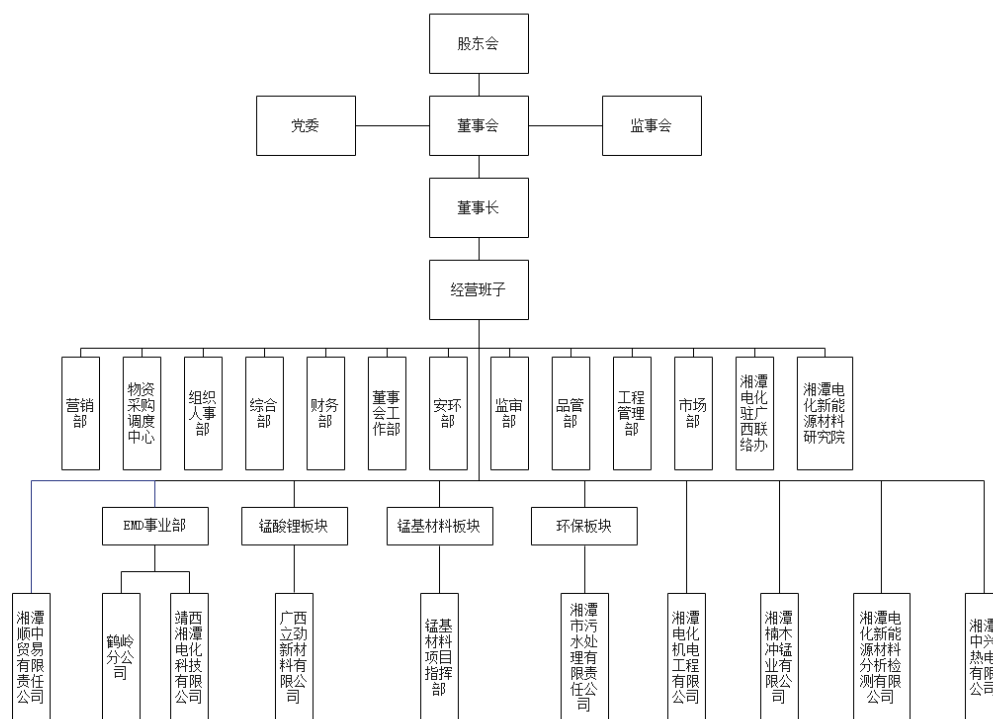 股东会
党委
董事会
监事会
董事长
经营班子
营销
部
物资
采购
调度
中心
组织
人事
部
综合
部
财务
部
董事
会工
作部
安环
部
监审
部
品管
部
工程
管理
部
市场
部
湘潭
电化
驻广
西联
络办
湘潭电
化新能
源材料
研究院
EMD事业部
锰酸锂板块
锰基材料板块
环保板块
湘潭
顺中
贸易
有限
责任
公司
鹤岭
分公
司
靖西
湘潭
电化
科技
有限
公司
广西
立劲
新材
料有
限公
司
锰基
材料
项目
指挥
部
湘潭
市污
水处
理有
限责
任公
司
湘潭
电化
机电
工程
有限
公司
湘潭
楠木
冲锰
业有
限公
司
湘潭电
化新能
源材料
分析检
测有限
公司
湘潭
中兴
热电
有限
公司